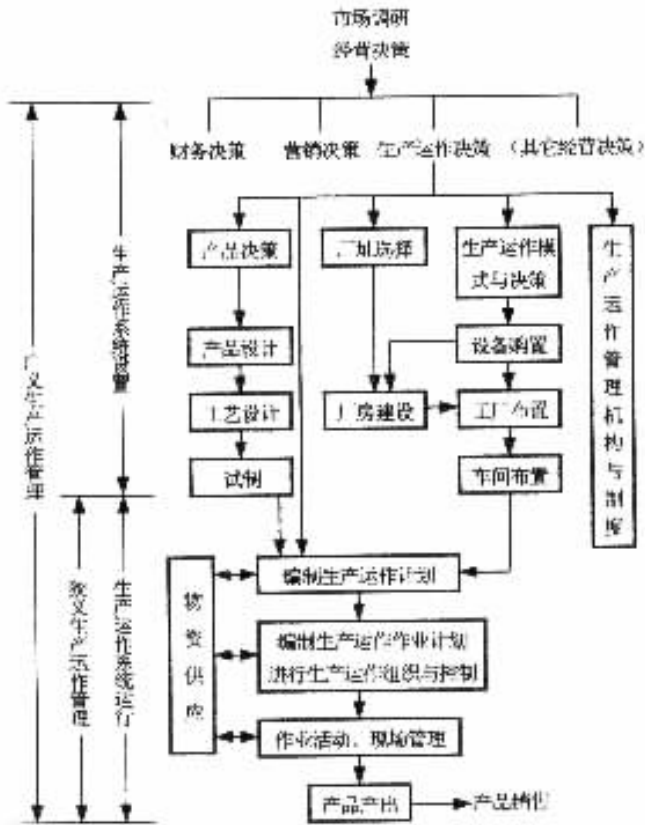 市场调研
经营决策
财务决策 营销决策 生产运作决策 (其它经营决策)
产品决策
厂址选择
生产运作模
式与决策
生产运作管理机构与制度
产品设计
设备购置
工艺设计
厂房建设
工厂布置
试制
车间布置
广义生产运作管理
生产运作系统设置
狭义生产运作管理
生产运作系统运行
物资供应
编制生产运作计划
编制生产运作作业计划
进行生产运作组织与控制
作业活动、现场管理
产品产出
产品销售